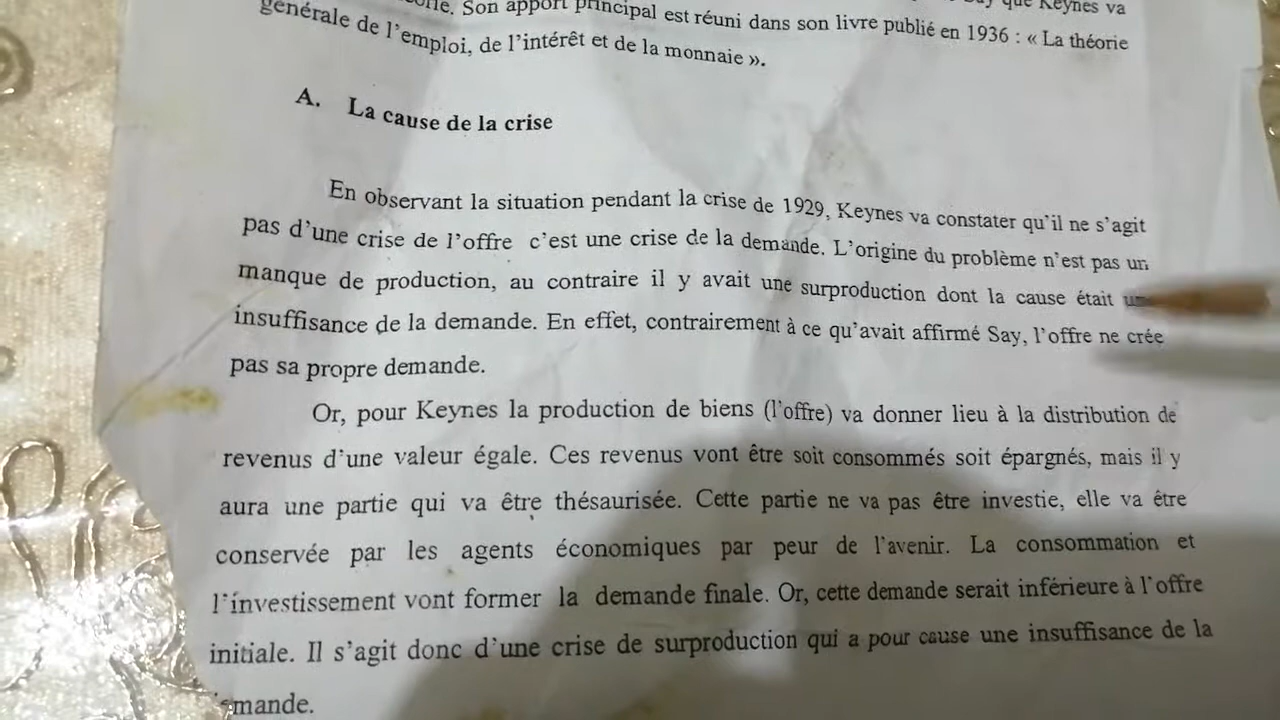 Son apport principal est réuni dans son livre publié en 1936 : « La théorie
générale de l'emploi, de l'intérêt et de la monnaie ».
A. La cause de la crise
En observant la situation pendant la crise de 1929, Keynes va constater qu'il ne s'agit
pas d'une crise de l'offre c'est une crise de la demande. L'origine du problème n'est pas un
manque de production, au contraire il y avait une surproduction dont la cause était
insuffisance de la demande. En effet, contrairement à ce qu'avait affirmé Say, l'offre ne crée
pas sa propre demande.
Or, pour Keynes la production de biens (l'offre) va donner lieu à la distribution de
revenus d'une valeur égale. Ces revenus vont être soit consommés soit épargnés, mais il y
aura une partie qui va être thésaurisée. Cette partie ne va pas être investie, elle va être
conservée par les agents économiques par peur de l'avenir. La consommation et
l'investissement vont former la demande finale. Or, cette demande serait inférieure à l'offre
initiale. Il s'agit donc d'une crise de surproduction qui a pour cause une insuffisance de la